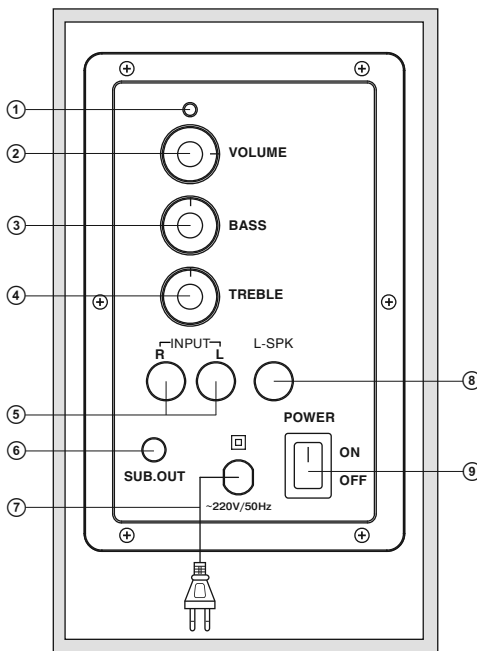 ①
② VOLUME
③ BASS
④ TREBLE
INPUT L-SPK
R L
⑧
⑤
POWER
⑥ ON
⑨
SUB.OUT OFF
⑦ ~220V/50Hz